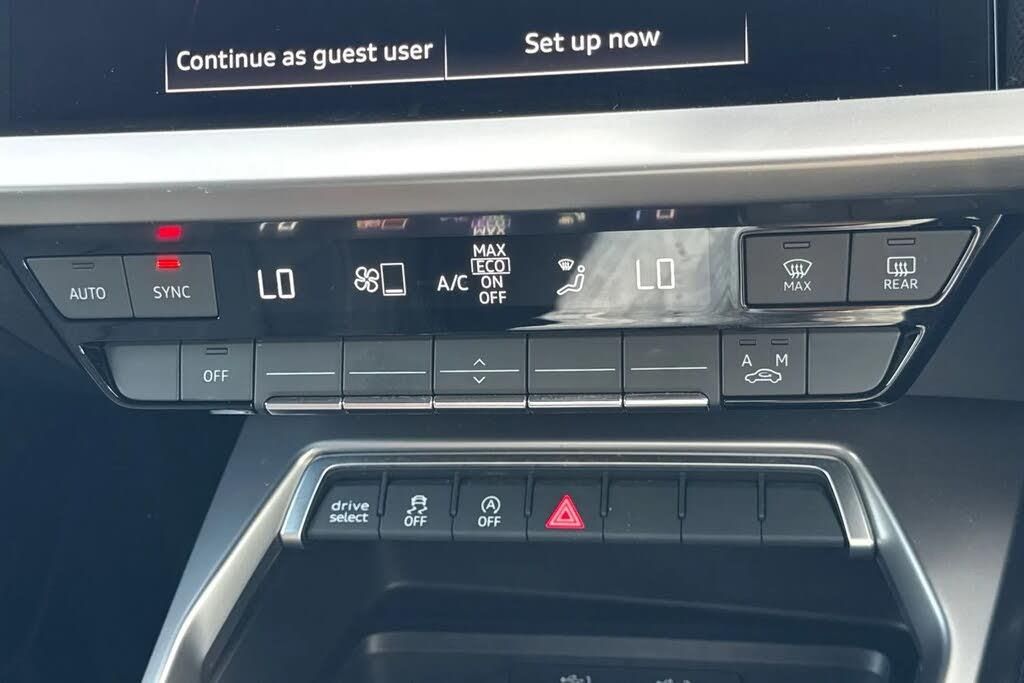 Continue as guest user
Set up now
AUTO
SYNC
LO
A/C
MAX
ECO
ON
OFF
LO
MAX
REAR
OFF
A M
drive
select
OFF
A
OFF